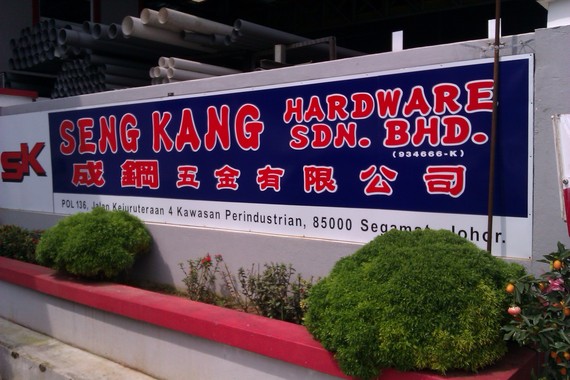 SK
SENG KANG HARDWARE
SDN. BHD.
(934666-K)
成鋼五金有限公司
POL 136, Jalan Kejuruteraan 4 Kawasan Perindustrian, 85000 Segamat, Johor.